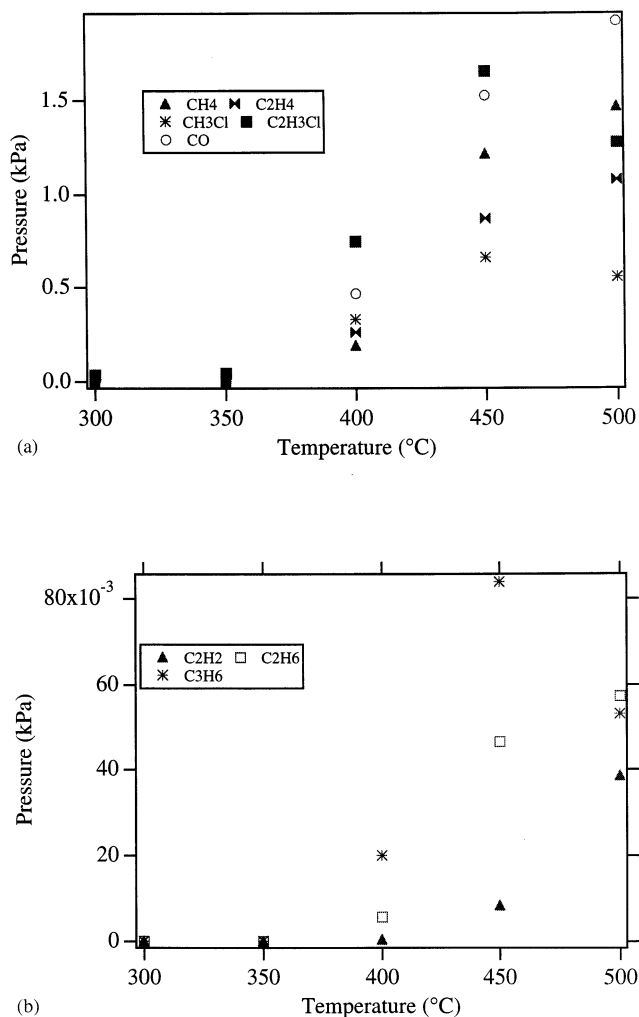 Pressure (kPa)
1.5
1.0
0.5
0.0
CH4 C2H4
CH3Cl C2H3Cl
CO
300 350 400 450 500
Temperature (°C)
(a)
Pressure (kPa)
80x10⁻³
60
40
20
0
C2H2 C2H6
C3H6
300 350 400 450 500
Temperature (°C)
(b)